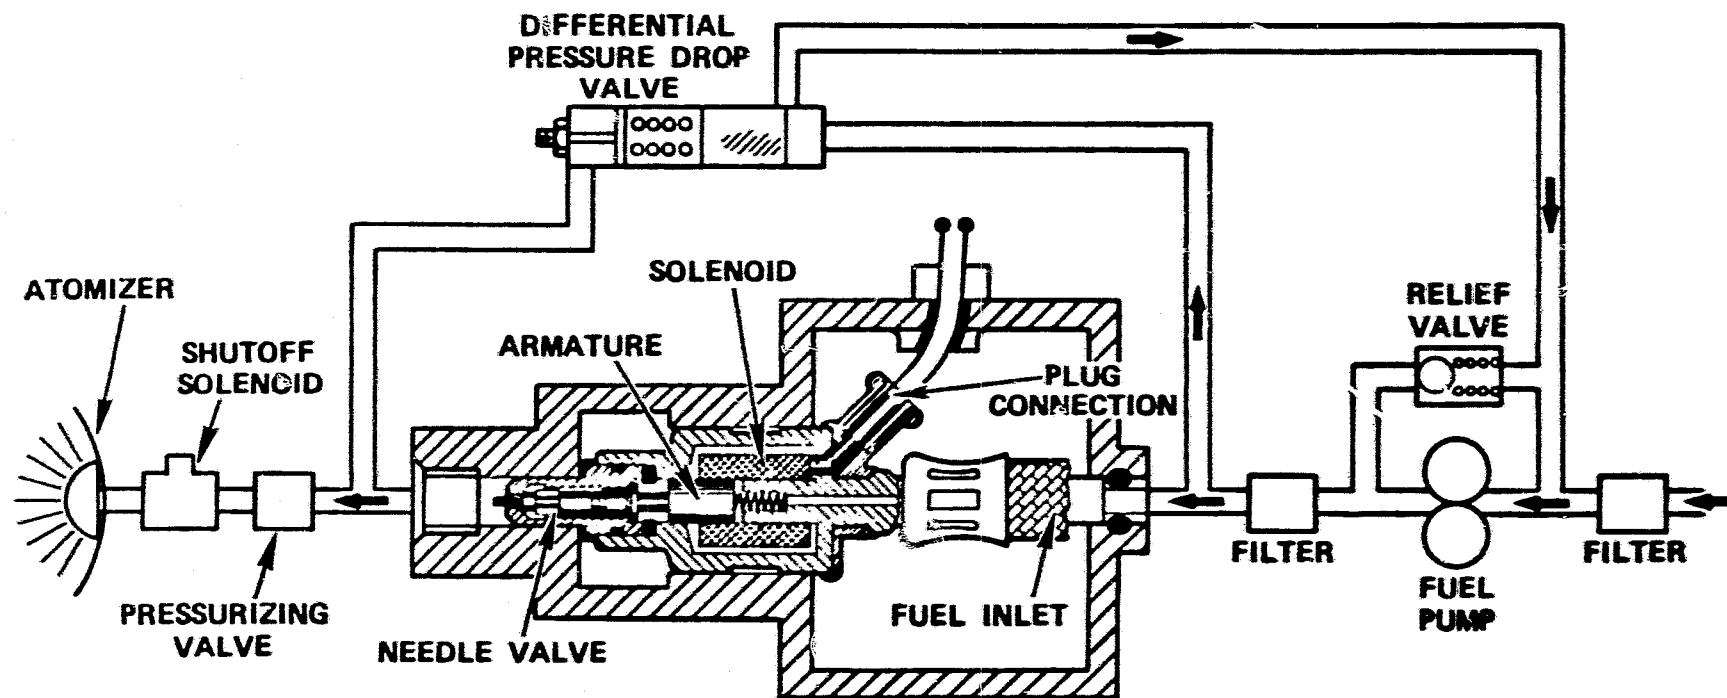 DIFFERENTIAL
PRESSURE DROP
VALVE
ATOMIZER
SHUTOFF
SOLENOID
SOLENOID
ARMATURE
PLUG
CONNECTION
RELIEF
VALVE
PRESSURIZING
VALVE
NEEDLE VALVE
FUEL INLET
FILTER
FUEL
PUMP
FILTER